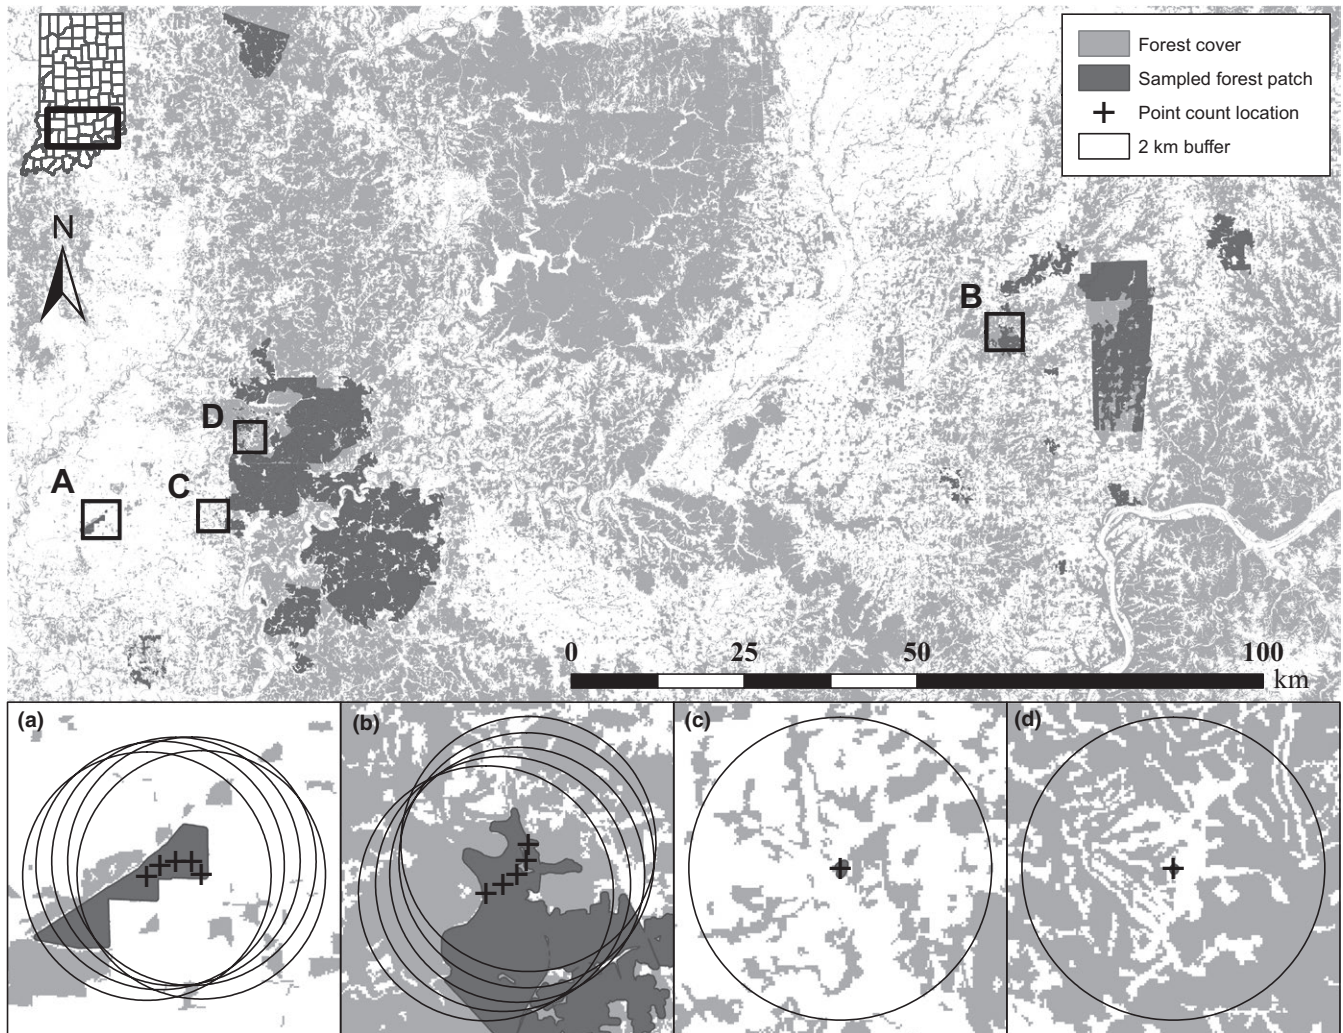 Forest cover
Sampled forest patch
Point count location
2 km buffer
N
B
D
A
C
0 25 50 100
km
(a)
(b)
(c)
(d)